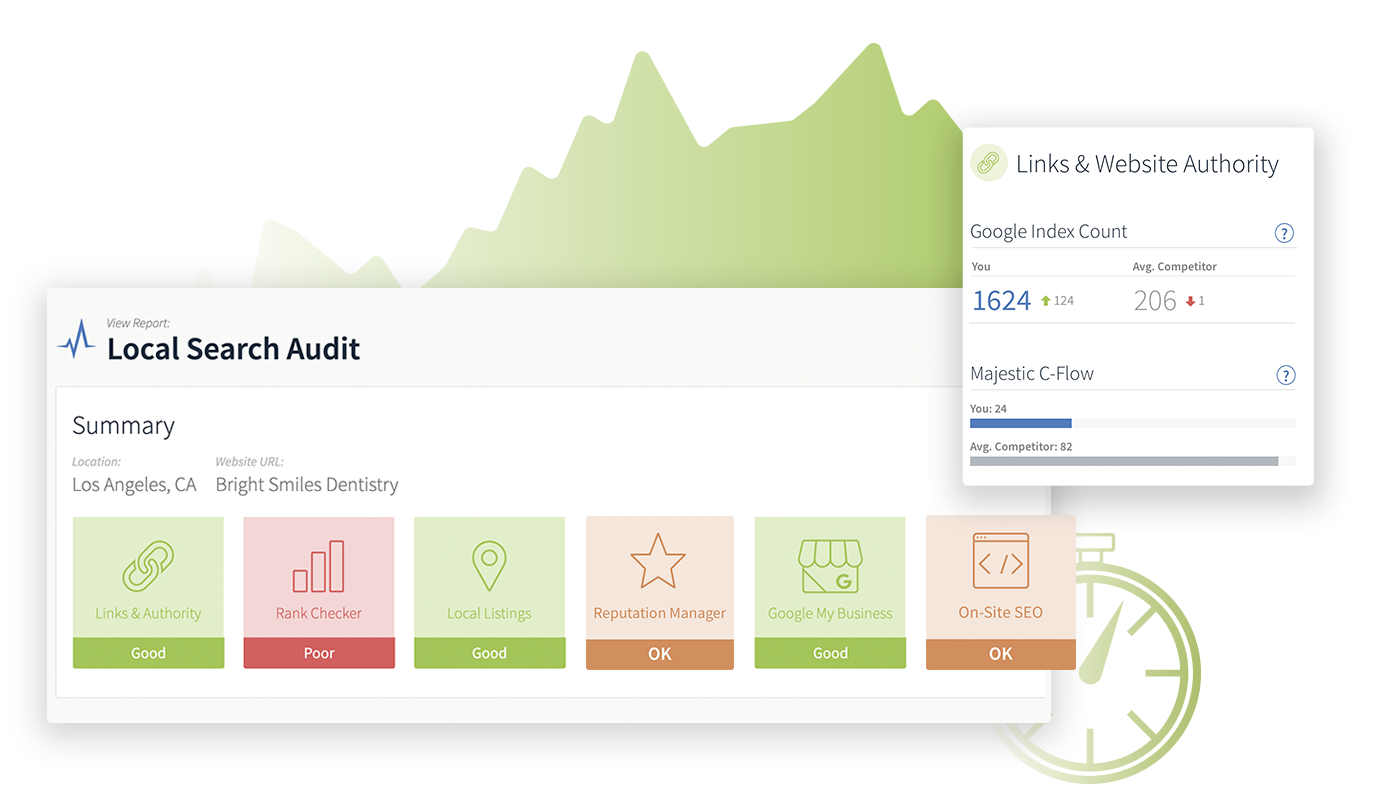 Links & Website Authority
Google Index Count ?
You Avg. Competitor
1624 124 206 1
Majestic C-Flow ?
You: 24
Avg. Competitor: 82
View Report:
Local Search Audit
Summary
Location: Website URL:
Los Angeles, CA Bright Smiles Dentistry
G
Links & Authority Rank Checker Local Listings Reputation Manager Google My Business On-Site SEO
Good Poor Good OK Good OK